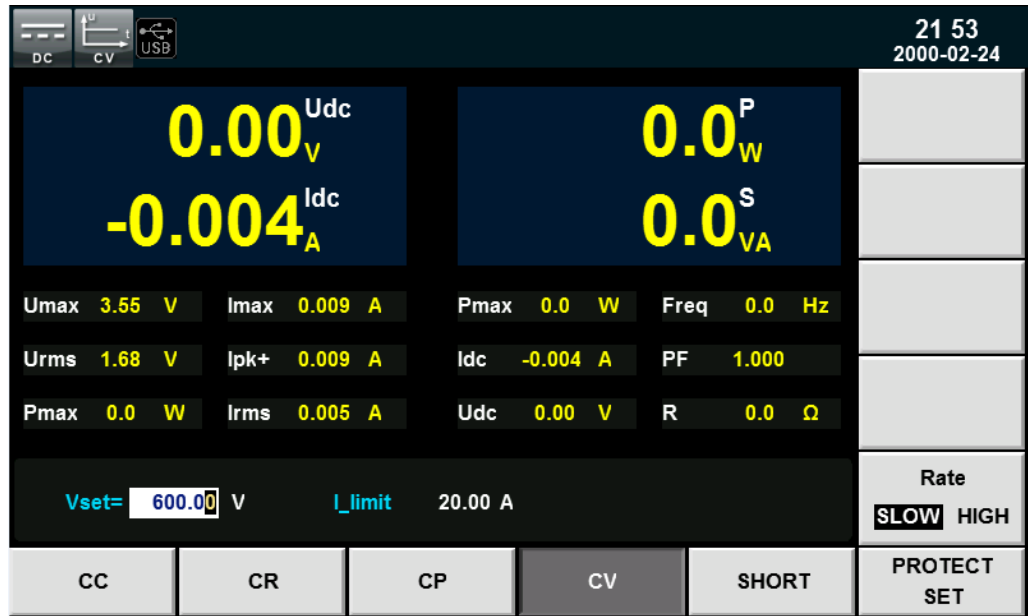 DC
u t
CV
USB
21 53
2000-02-24
0.00 Udc V
-0.004 Idc A
0.0 P W
0.0 S VA
Umax 3.55 V Imax 0.009 A Pmax 0.0 W Freq 0.0 Hz
Urms 1.68 V Ipk+ 0.009 A Idc -0.004 A PF 1.000
Pmax 0.0 W Irms 0.005 A Udc 0.00 V R 0.0 Ω
Vset= 600.00 V I_limit 20.00 A
Rate
SLOW HIGH
CC CR CP CV SHORT
PROTECT
SET